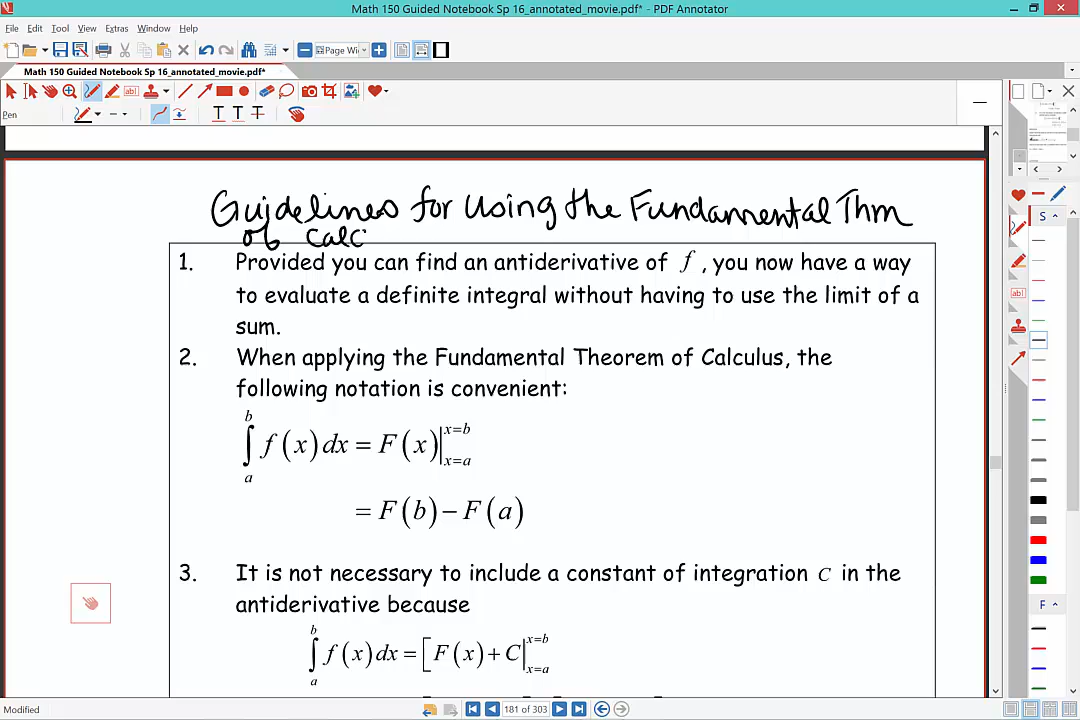 Math 150 Guided Notebook Sp 16_annotated_movie.pdf* - PDF Annotator
File Edit Tool View Extras Window Help
Page Wi
Math 150 Guided Notebook Sp 16_annotated_movie.pdf*
Pen
Guidelines for Using the Fundamental Thm
of Calc
1. Provided you can find an antiderivative of f, you now have a way
to evaluate a definite integral without having to use the limit of a
sum.
2. When applying the Fundamental Theorem of Calculus, the
following notation is convenient:
∫_a^b f(x)dx = F(x)|_{x=a}^{x=b}
= F(b) − F(a)
3. It is not necessary to include a constant of integration C in the
antiderivative because
∫_a^b f(x)dx = [F(x) + C|_{x=a}^{x=b}
S
F
Modified
181 of 303